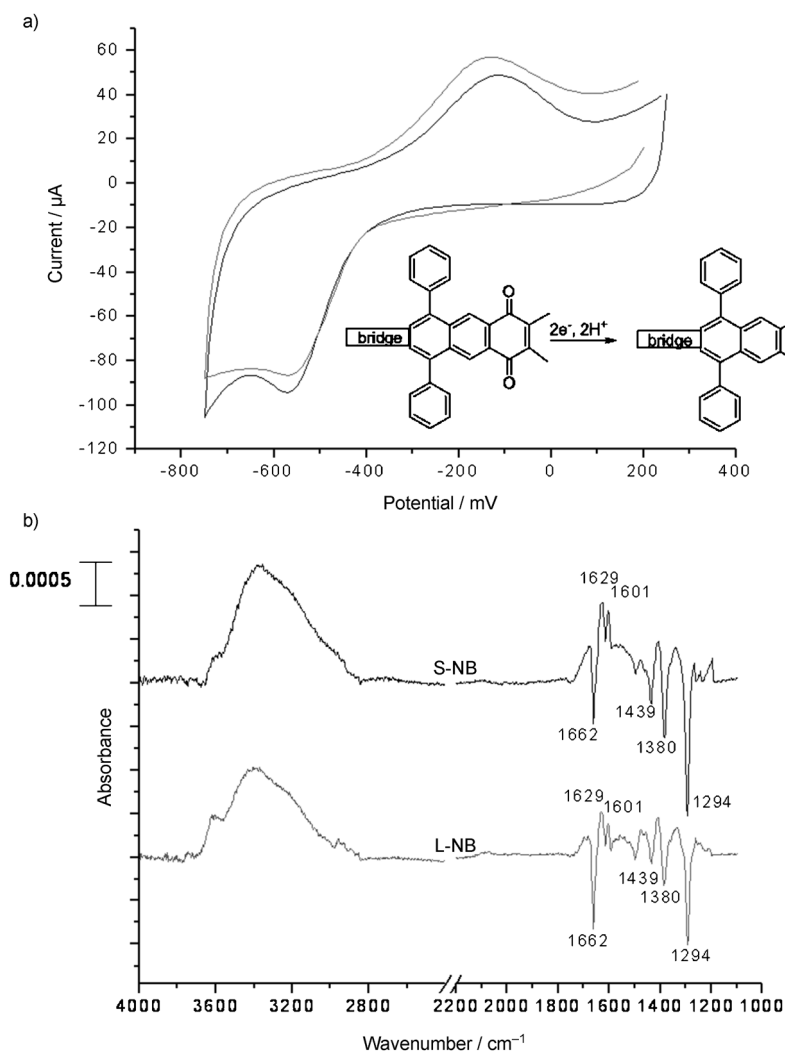 a)
60
40
20
0
-20
-40
-60
-80
-100
-120
Current / µA
O
bridge
O
2e-, 2H+
bridge
-800 -600 -400 -200 0 200 400
Potential / mV
b)
0.0005
1629
1601
S-NB
1662
1439
1380
1294
1629
1601
L-NB
1662
1439
1380
1294
Absorbance
4000 3600 3200 2800 2200 2000 1800 1600 1400 1200 1000
Wavenumber / cm–1